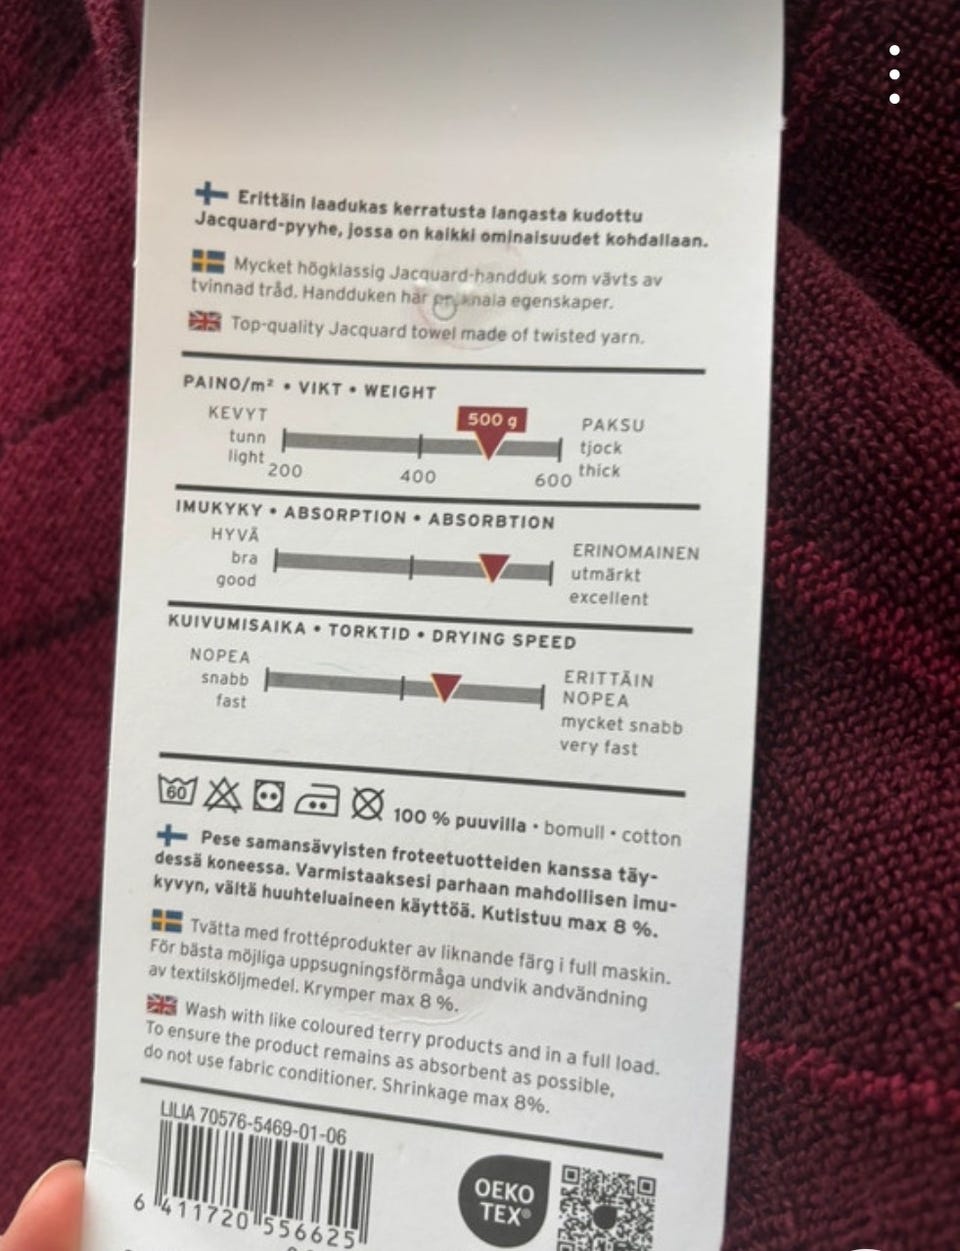 Erittäin laadukas kerratusta langasta kudottu
Jacquard-pyyhe, jossa on kaikki ominaisuudet kohdallaan.
Mycket högklassig Jacquard-handduk som vävts av
tvinnad tråd. Handduken har enknala egenskaper.
Top-quality Jacquard towel made of twisted yarn.
PAINO/m² • VIKT • WEIGHT
KEVYT
tunn
light
500 g
PAKSU
tjock
thick
200
400
600
IMUKYKY • ABSORPTION • ABSORBTION
HYVÄ
bra
good
ERINOMAINEN
utmärkt
excellent
KUIVUMISAIKA • TORKTID • DRYING SPEED
NOPEA
snabb
fast
ERITTÄIN
NOPEA
mycket snabb
very fast
60
100 % puuvilla • bomull • cotton
Pese samansävyisten froteetuotteiden kanssa täy-
dessä koneessa. Varmistaaksesi parhaan mahdollisen imu-
kyvyn, vältä huuhteluaineen käyttöä. Kutistuu max 8 %.
Tvätta med frottéprodukter av liknande färg i full maskin.
För bästa möjliga uppsugningsförmåga undvik andvändning
av textilsköljmedel. Krymper max 8 %.
Wash with like coloured terry products and in a full load.
To ensure the product remains as absorbent as possible,
do not use fabric conditioner. Shrinkage max 8%.
LILIA 70576-5469-01-06
6 411720 556625
OEKO
TEX®